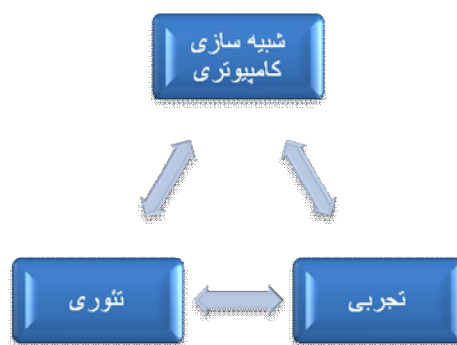 شبیه سازی
کامپیوتری
تجربی
تئوری